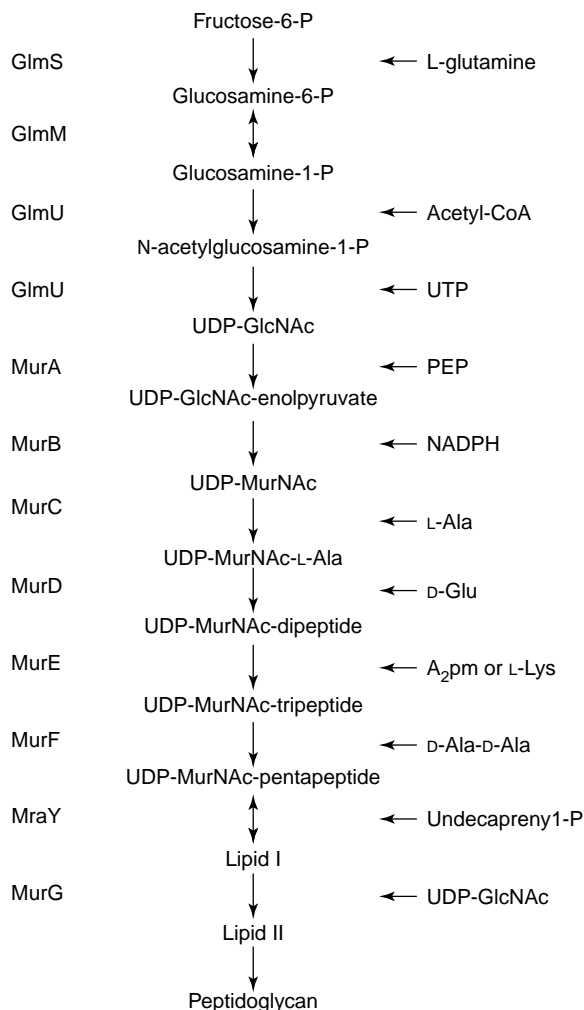 Fructose-6-P
GlmS
L-glutamine
Glucosamine-6-P
GlmM
Glucosamine-1-P
GlmU
Acetyl-CoA
N-acetylglucosamine-1-P
GlmU
UTP
UDP-GlcNAc
MurA
PEP
UDP-GlcNAc-enolpyruvate
MurB
NADPH
UDP-MurNAc
MurC
L-Ala
UDP-MurNAc-L-Ala
MurD
D-Glu
UDP-MurNAc-dipeptide
MurE
A₂pm or L-Lys
UDP-MurNAc-tripeptide
MurF
D-Ala-D-Ala
UDP-MurNAc-pentapeptide
MraY
Undecapreny1-P
Lipid I
MurG
UDP-GlcNAc
Lipid II
Peptidoglycan